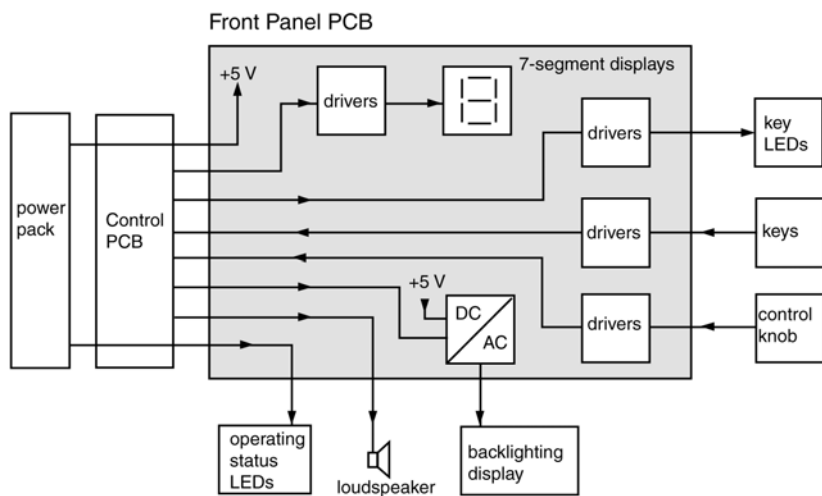 Front Panel PCB
+5 V
drivers
7-segment displays
drivers
key
LEDs
power
pack
Control
PCB
drivers
keys
+5 V
DC
AC
drivers
control
knob
operating
status
LEDs
loudspeaker
backlighting
display